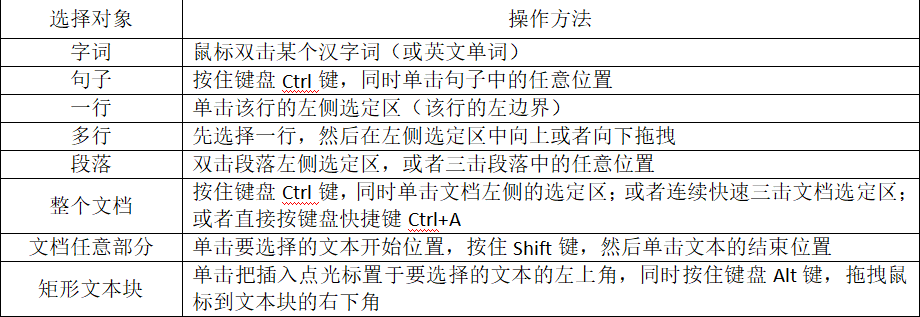 选择对象 操作方法
字词 鼠标双击某个汉字词（或英文单词）
句子 按住键盘 Ctrl 键，同时单击句子中的任意位置
一行 单击该行的左侧选定区（该行的左边界）
多行 先选择一行，然后在左侧选定区中向上或者向下拖拽
段落 双击段落左侧选定区，或者三击段落中的任意位置
整个文档 按住键盘 Ctrl 键，同时单击文档左侧的选定区；或者连续快速三击文档选定区；
或者直接按键盘快捷键 Ctrl+A
文档任意部分 单击要选择的文本开始位置，按住 Shift 键，然后单击文本的结束位置
矩形文本块 单击把插入点光标置于要选择的文本的左上角，同时按住键盘 Alt 键，拖拽鼠
标到文本块的右下角